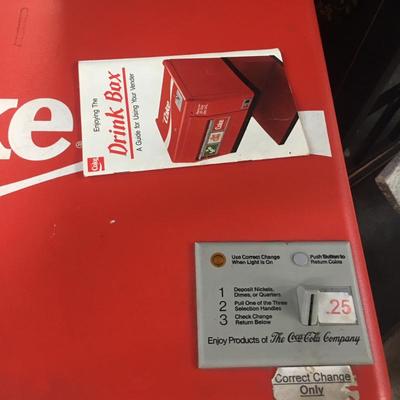 Enjoying The
Drink Box
A Guide for Using Your Vender
Coke
Coke
ke®
Use Correct Change
When Light Is On
Push Button to
Return Coins
1 Deposit Nickels,
Dimes, or Quarters
2 Pull One of the Three
Selection Handles
3 Check Change
Return Below
.25
Enjoy Products of The Coca-Cola Company
Correct Change
Only